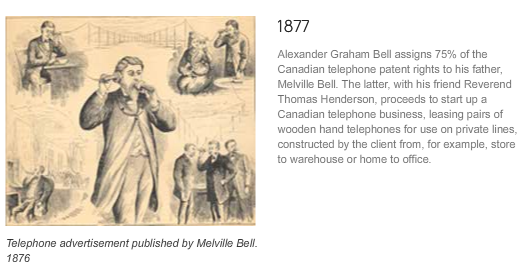 1877
Alexander Graham Bell assigns 75% of the
Canadian telephone patent rights to his father,
Melville Bell. The latter, with his friend Reverend
Thomas Henderson, proceeds to start up a
Canadian telephone business, leasing pairs of
wooden hand telephones for use on private lines,
constructed by the client from, for example, store
to warehouse or home to office.
Telephone advertisement published by Melville Bell.
1876